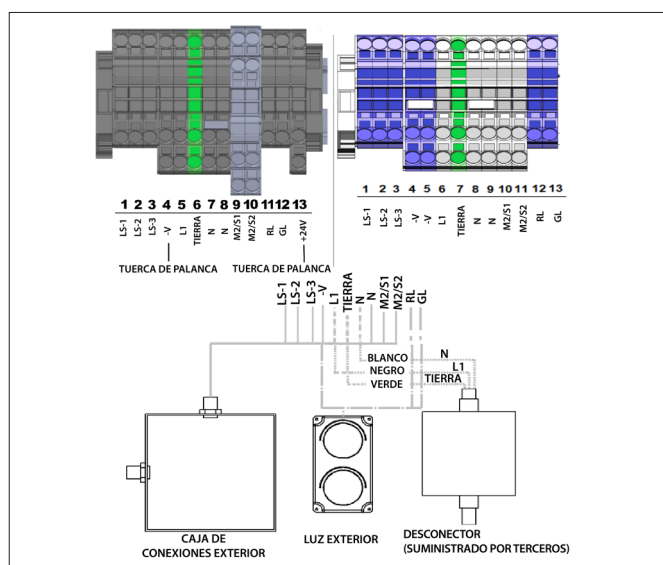 1 2 3 4 5 6 7 8 9 10 11 12 13
LS-1 LS-2 LS-3 -V L1 TIERRA N N M2/S1 M2/S2 RL GL +24V
TUERCA DE PALANCA TUERCA DE PALANCA
1 2 3 4 5 6 7 8 9 10 11 12 13
LS-1 LS-2 LS-3 -V -V L1 TIERRA N N M2/S1 M2/S2 RL GL
LS-1 LS-2 LS-3 -V L1 TIERRA N N M2/S1 M2/S2 RL GL
BLANCO N
NEGRO L1
VERDE TIERRA
CAJA DE
CONEXIONES EXTERIOR
LUZ EXTERIOR
DESCONECTOR
(SUMINISTRADO POR TERCEROS)